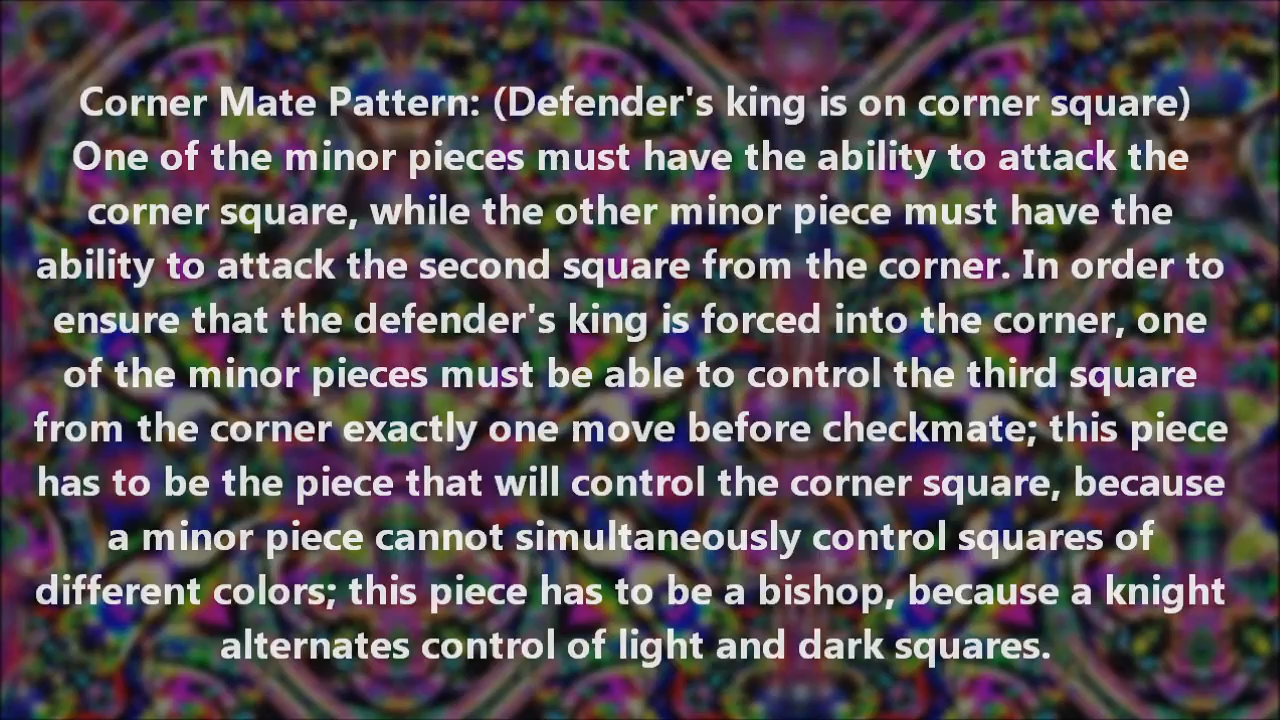 Corner Mate Pattern: (Defender's king is on corner square)
One of the minor pieces must have the ability to attack the
corner square, while the other minor piece must have the
ability to attack the second square from the corner. In order to
ensure that the defender's king is forced into the corner, one
of the minor pieces must be able to control the third square
from the corner exactly one move before checkmate; this piece
has to be the piece that will control the corner square, because
a minor piece cannot simultaneously control squares of
different colors; this piece has to be a bishop, because a knight
alternates control of light and dark squares.